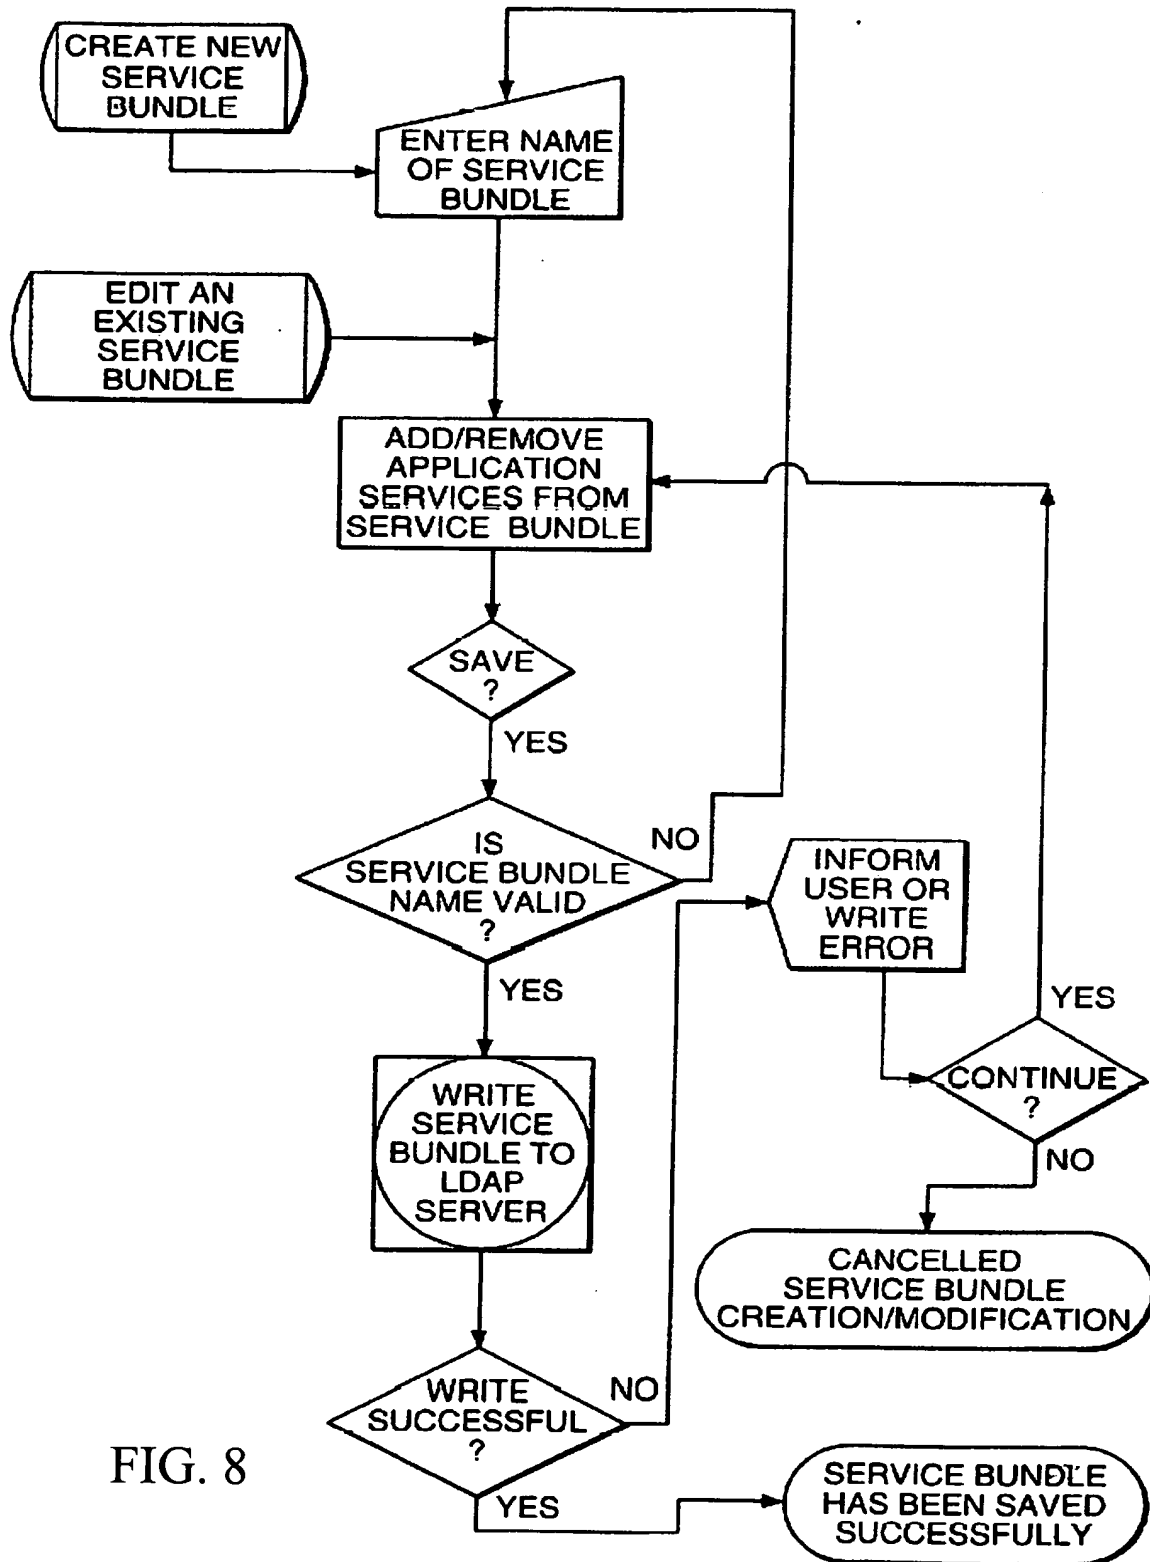 CREATE NEW
SERVICE
BUNDLE
ENTER NAME
OF SERVICE
BUNDLE
EDIT AN
EXISTING
SERVICE
BUNDLE
ADD/REMOVE
APPLICATION
SERVICES FROM
SERVICE BUNDLE
SAVE
?
YES
IS
SERVICE BUNDLE
NAME VALID
?
NO
YES
INFORM
USER OR
WRITE
ERROR
YES
CONTINUE
?
NO
WRITE
SERVICE
BUNDLE TO
LDAP
SERVER
CANCELLED
SERVICE BUNDLE
CREATION/MODIFICATION
WRITE
SUCCESSFUL
?
NO
YES
SERVICE BUNDLE
HAS BEEN SAVED
SUCCESSFULLY
FIG. 8